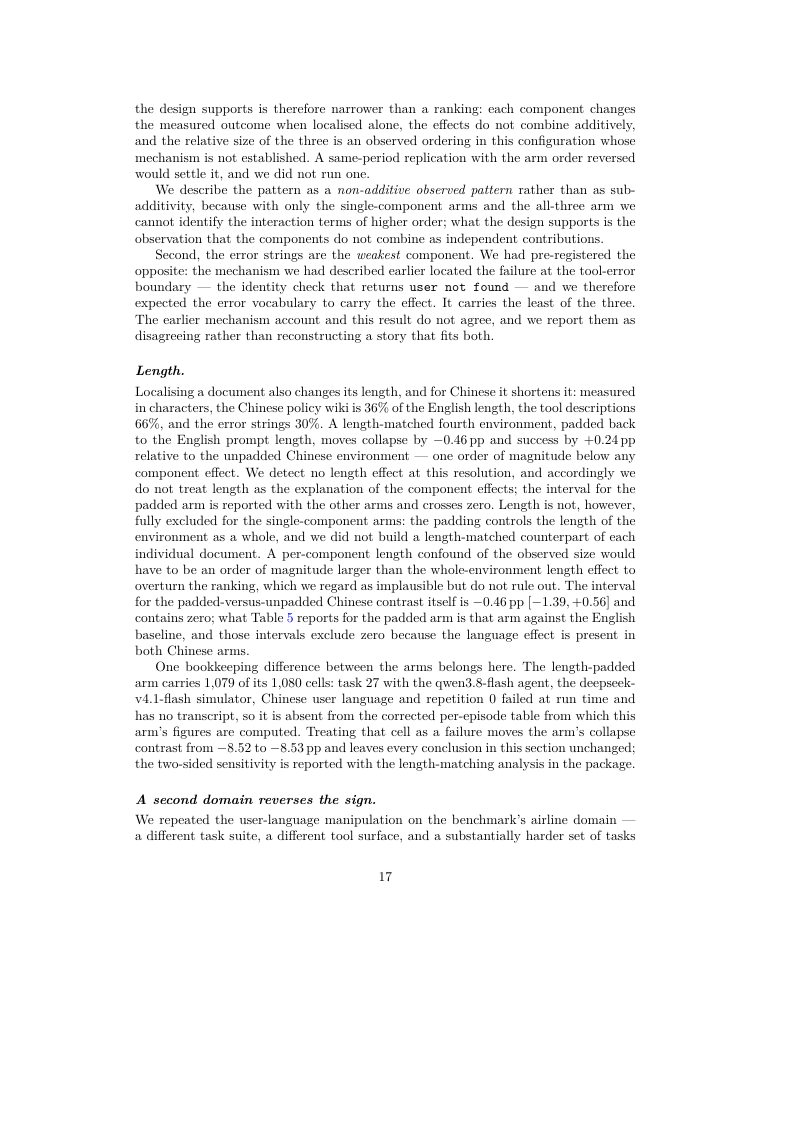 the design supports is therefore narrower than a ranking: each component changes
the measured outcome when localised alone, the effects do not combine additively,
and the relative size of the three is an observed ordering in this configuration whose
mechanism is not established. A same-period replication with the arm order reversed
would settle it, and we did not run one.
We describe the pattern as a non-additive observed pattern rather than as sub-
additivity, because with only the single-component arms and the all-three arm we
cannot identify the interaction terms of higher order; what the design supports is the
observation that the components do not combine as independent contributions.
Second, the error strings are the weakest component. We had pre-registered the
opposite: the mechanism we had described earlier located the failure at the tool-error
boundary — the identity check that returns user not found — and we therefore
expected the error vocabulary to carry the effect. It carries the least of the three.
The earlier mechanism account and this result do not agree, and we report them as
disagreeing rather than reconstructing a story that fits both.
Length.
Localising a document also changes its length, and for Chinese it shortens it: measured
in characters, the Chinese policy wiki is 36% of the English length, the tool descriptions
66%, and the error strings 30%. A length-matched fourth environment, padded back
to the English prompt length, moves collapse by −0.46 pp and success by +0.24 pp
relative to the unpadded Chinese environment — one order of magnitude below any
component effect. We detect no length effect at this resolution, and accordingly we
do not treat length as the explanation of the component effects; the interval for the
padded arm is reported with the other arms and crosses zero. Length is not, however,
fully excluded for the single-component arms: the padding controls the length of the
environment as a whole, and we did not build a length-matched counterpart of each
individual document. A per-component length confound of the observed size would
have to be an order of magnitude larger than the whole-environment length effect to
overturn the ranking, which we regard as implausible but do not rule out. The interval
for the padded-versus-unpadded Chinese contrast itself is −0.46 pp [−1.39, +0.56] and
contains zero; what Table 5 reports for the padded arm is that arm against the English
baseline, and those intervals exclude zero because the language effect is present in
both Chinese arms.
One bookkeeping difference between the arms belongs here. The length-padded
arm carries 1,079 of its 1,080 cells: task 27 with the qwen3.8-flash agent, the deepseek-
v4.1-flash simulator, Chinese user language and repetition 0 failed at run time and
has no transcript, so it is absent from the corrected per-episode table from which this
arm's figures are computed. Treating that cell as a failure moves the arm's collapse
contrast from −8.52 to −8.53 pp and leaves every conclusion in this section unchanged;
the two-sided sensitivity is reported with the length-matching analysis in the package.
A second domain reverses the sign.
We repeated the user-language manipulation on the benchmark's airline domain —
a different task suite, a different tool surface, and a substantially harder set of tasks
17